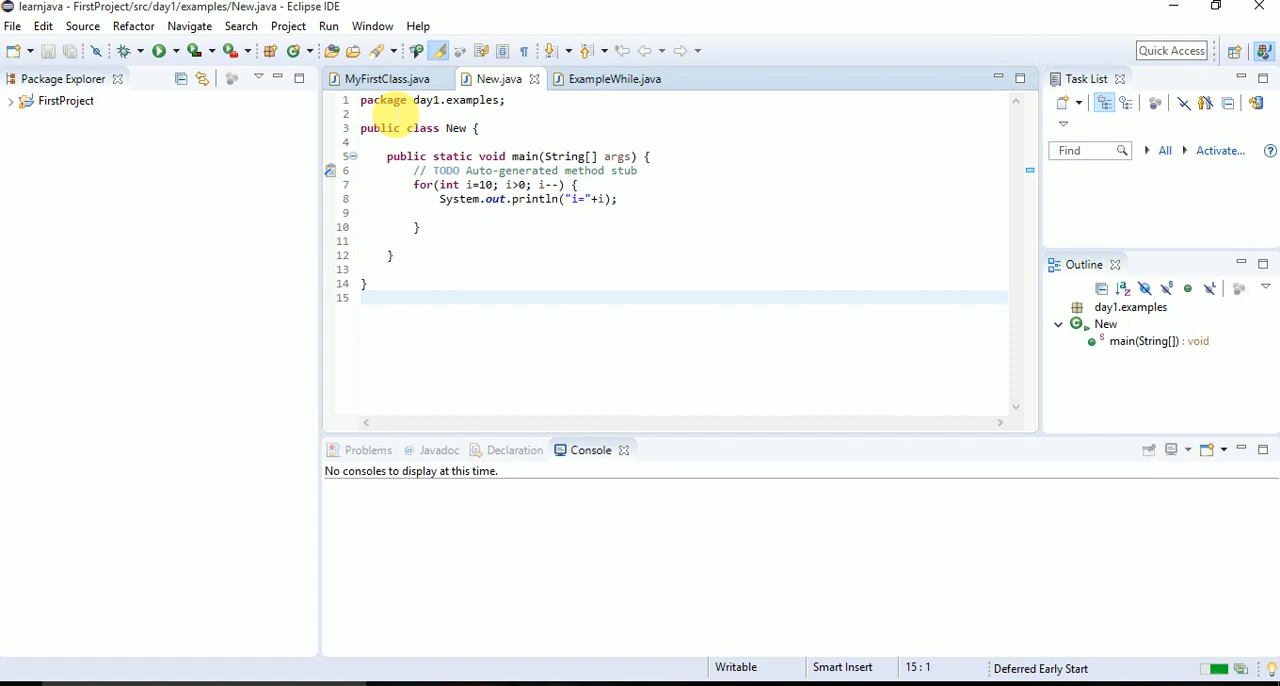 learnjava - FirstProject/src/day1/examples/New.java - Eclipse IDE
File Edit Source Refactor Navigate Search Project Run Window Help
Quick Access
Package Explorer
FirstProject
MyFirstClass.java New.java ExampleWhile.java
1 package day1.examples;
2
3 public class New {
4
5 public static void main(String[] args) {
6 // TODO Auto-generated method stub
7 for(int i=10; i>0; i--) {
8 System.out.println("i="+i);
9
10 }
11
12 }
13
14 }
15
Task List
Find All Activate...
Outline
day1.examples
New
main(String[]) : void
Problems @ Javadoc Declaration Console
No consoles to display at this time.
Writable Smart Insert 15 : 1 Deferred Early Start